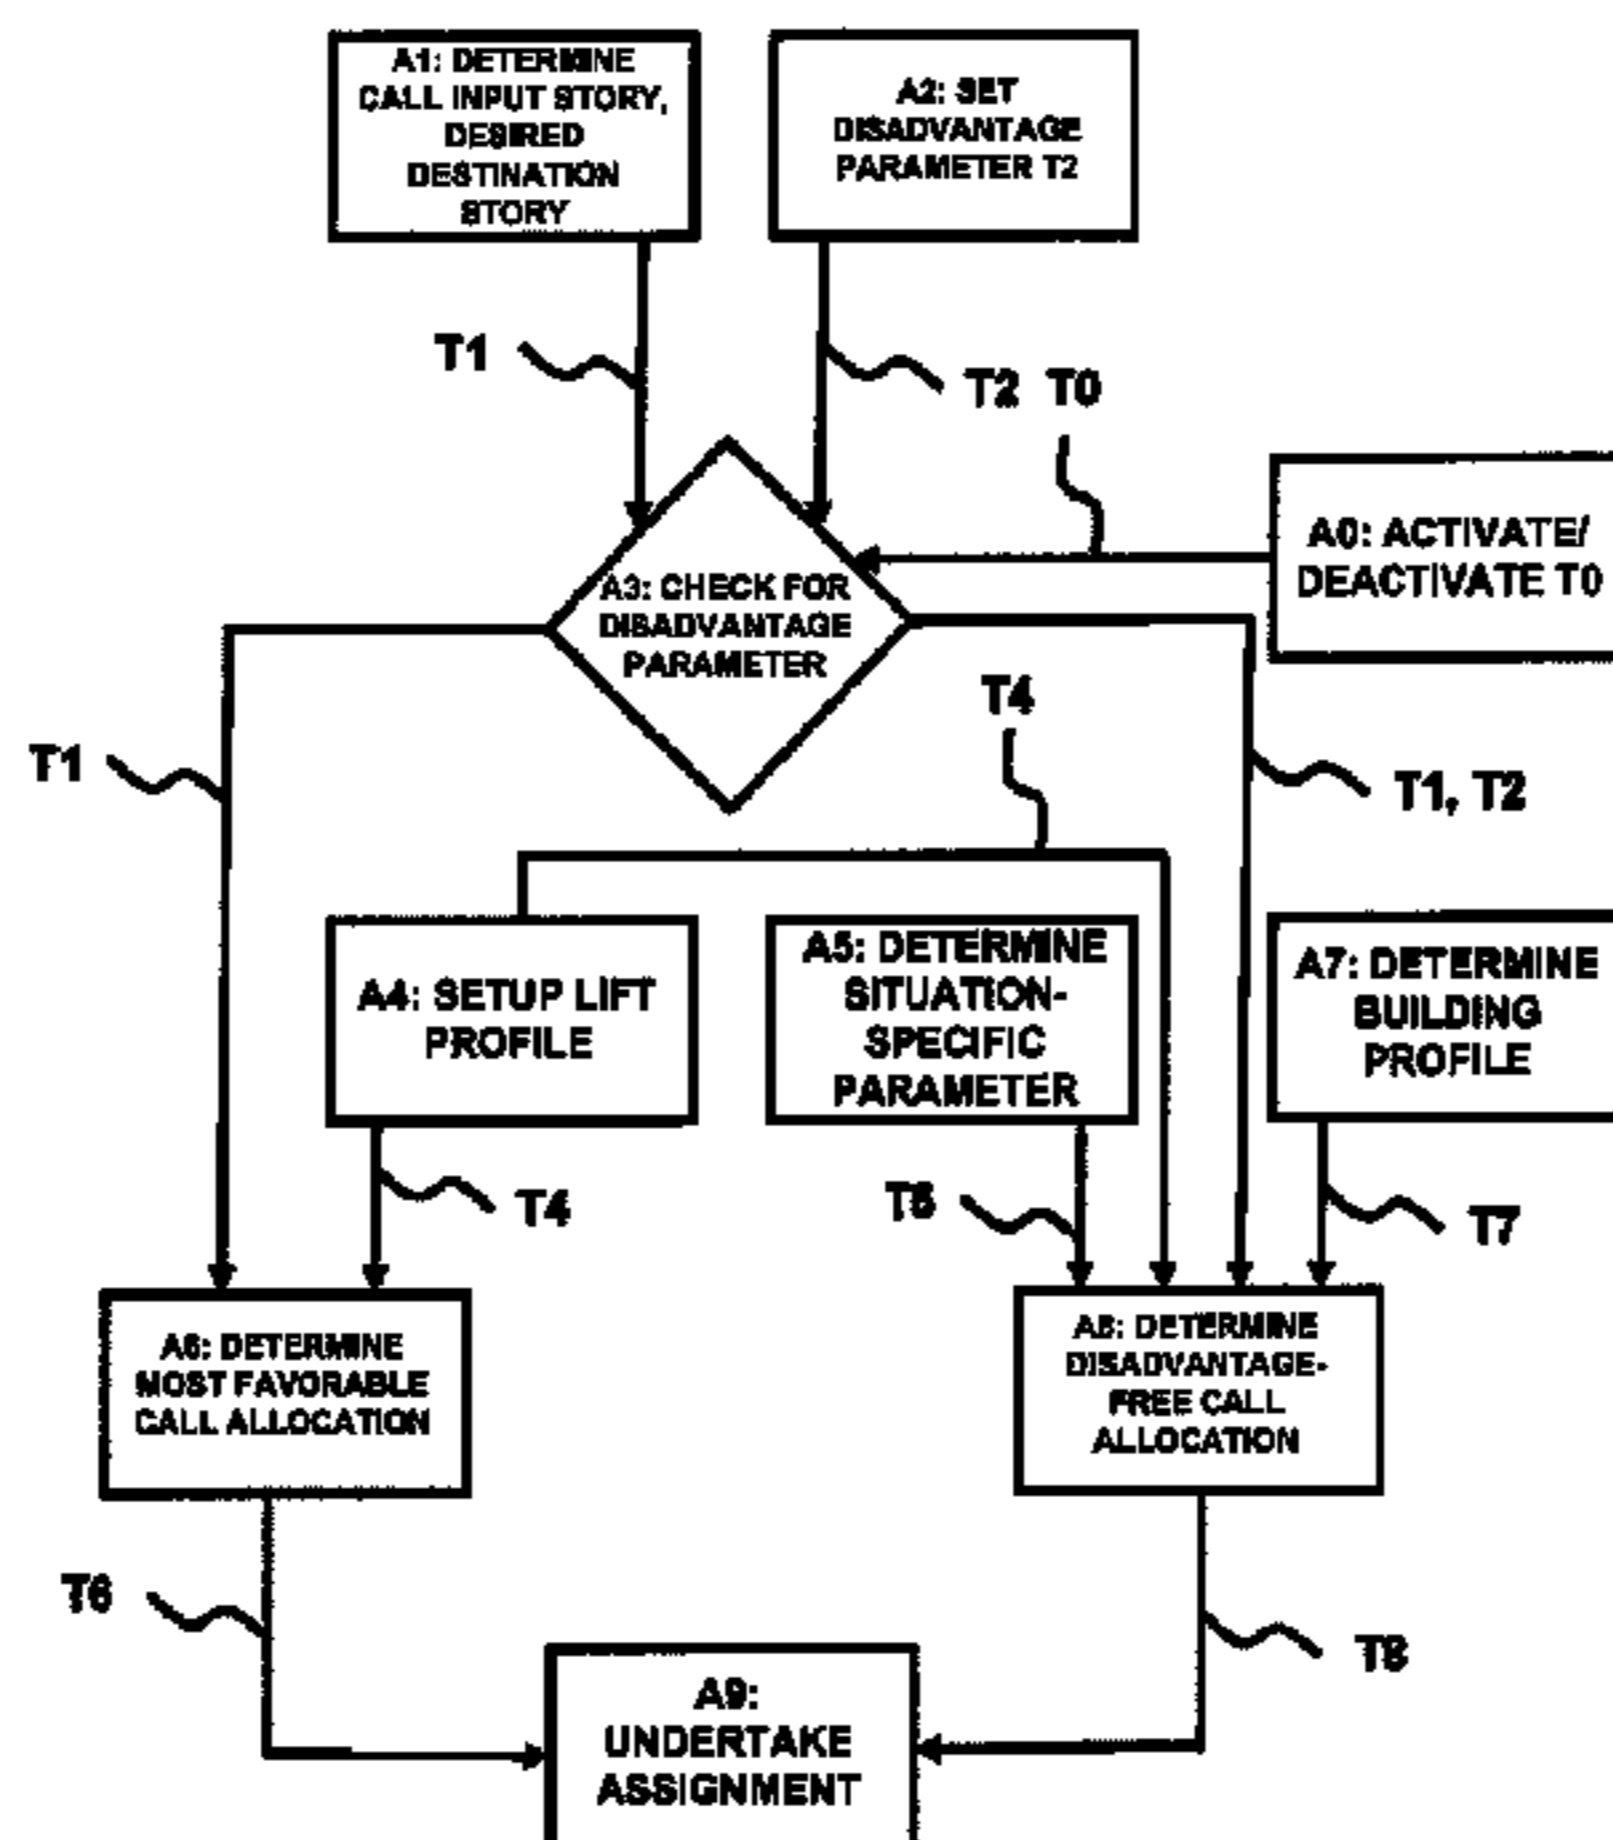 A1: DETERMINE
CALL INPUT STORY,
DESIRED
DESTINATION
STORY
A2: SET
DISADVANTAGE
PARAMETER T2
T1
T2
T0
A0: ACTIVATE/
DEACTIVATE T0
A3: CHECK FOR
DISADVANTAGE
PARAMETER
T4
T1
T1, T2
A4: SETUP LIFT
PROFILE
A5: DETERMINE
SITUATION-
SPECIFIC
PARAMETER
A7: DETERMINE
BUILDING
PROFILE
T4
T5
T7
A6: DETERMINE
MOST FAVORABLE
CALL ALLOCATION
A8: DETERMINE
DISADVANTAGE-
FREE CALL
ALLOCATION
T6
T8
A9:
UNDERTAKE
ASSIGNMENT